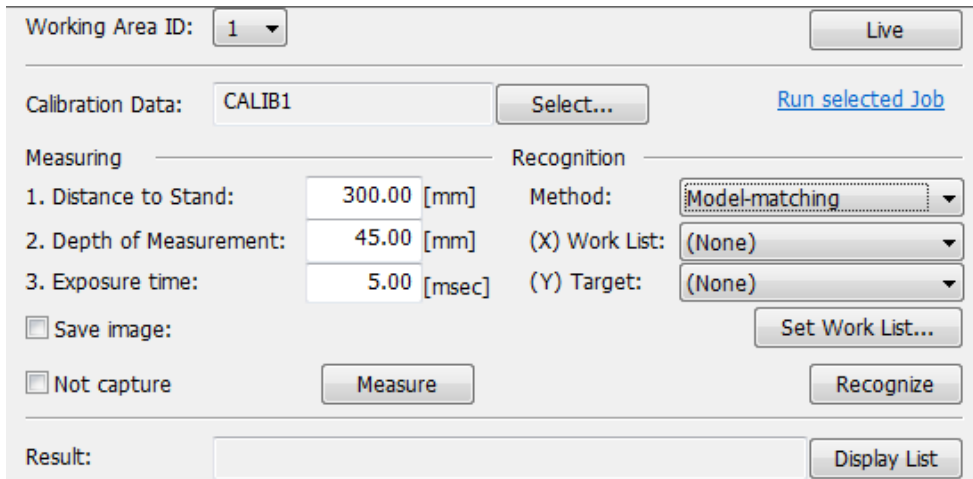 Working Area ID: 1 Live
Calibration Data: CALIB1 Select... Run selected Job
Measuring Recognition
1. Distance to Stand: 300.00 [mm] Method: Model-matching
2. Depth of Measurement: 45.00 [mm] (X) Work List: (None)
3. Exposure time: 5.00 [msec] (Y) Target: (None)
Save image: Set Work List...
Not capture Measure Recognize
Result: Display List